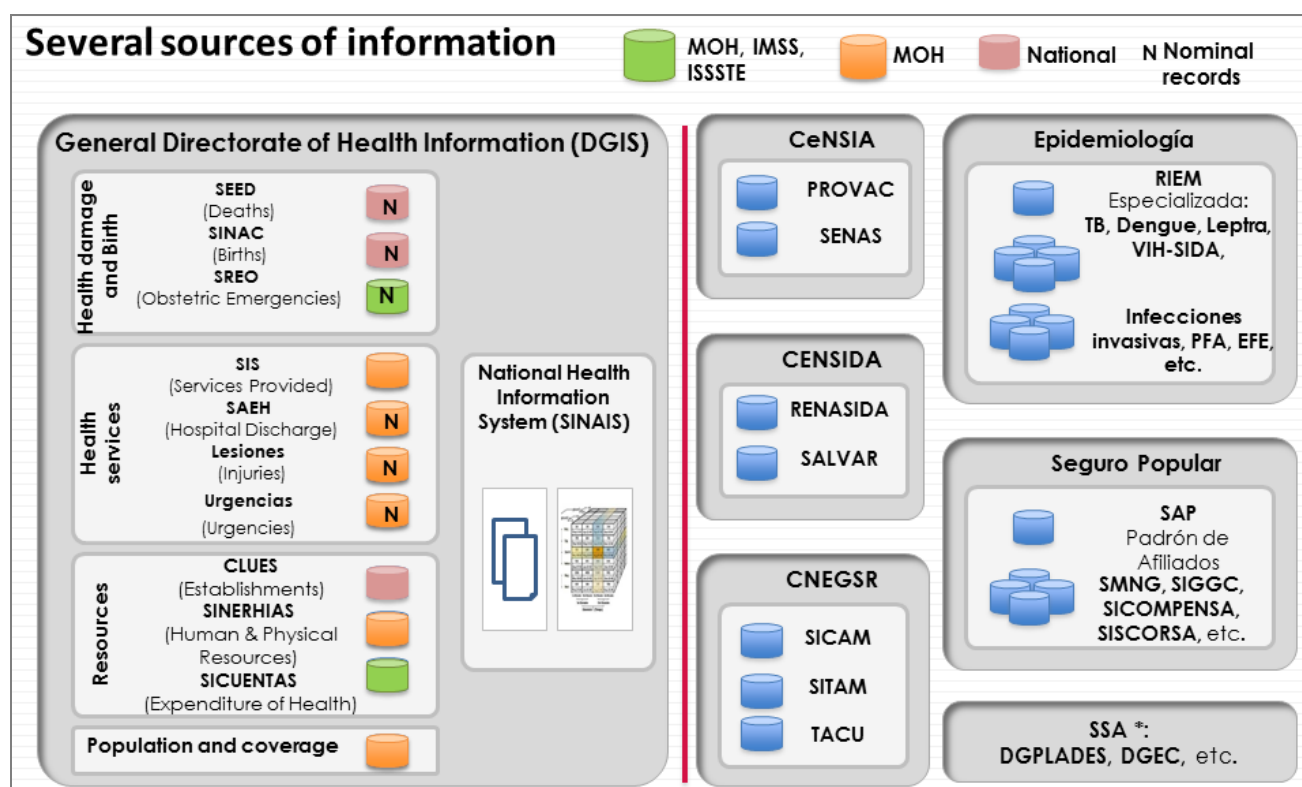 Several sources of information
MOH, IMSS,
ISSSTE
MOH
National
N Nominal
records
General Directorate of Health Information (DGIS)
Health damage
and Birth
SEED
(Deaths)
N
SINAC
(Births)
N
SREO
(Obstetric Emergencies)
N
Health
services
SIS
(Services Provided)
SAEH
(Hospital Discharge)
N
Lesiones
(Injuries)
N
Urgencias
(Urgencies)
N
Resources
CLUES
(Establishments)
SINERHIAS
(Human & Physical
Resources)
SICUENTAS
(Expenditure of Health)
Population and coverage
National Health
Information
System (SINAIS)
CeNSIA
PROVAC
SENAS
CENSIDA
RENASIDA
SALVAR
CNEGSR
SICAM
SITAM
TACU
Epidemiología
RIEM
Especializada:
TB, Dengue, Leptra,
VIH-SIDA,
Infecciones
invasivas, PFA, EFE,
etc.
Seguro Popular
SAP
Padrón de
Afiliados
SMNG, SIGGC,
SICOMPENSA,
SISCORSA, etc.
SSA *:
DGPLADES, DGEC, etc.